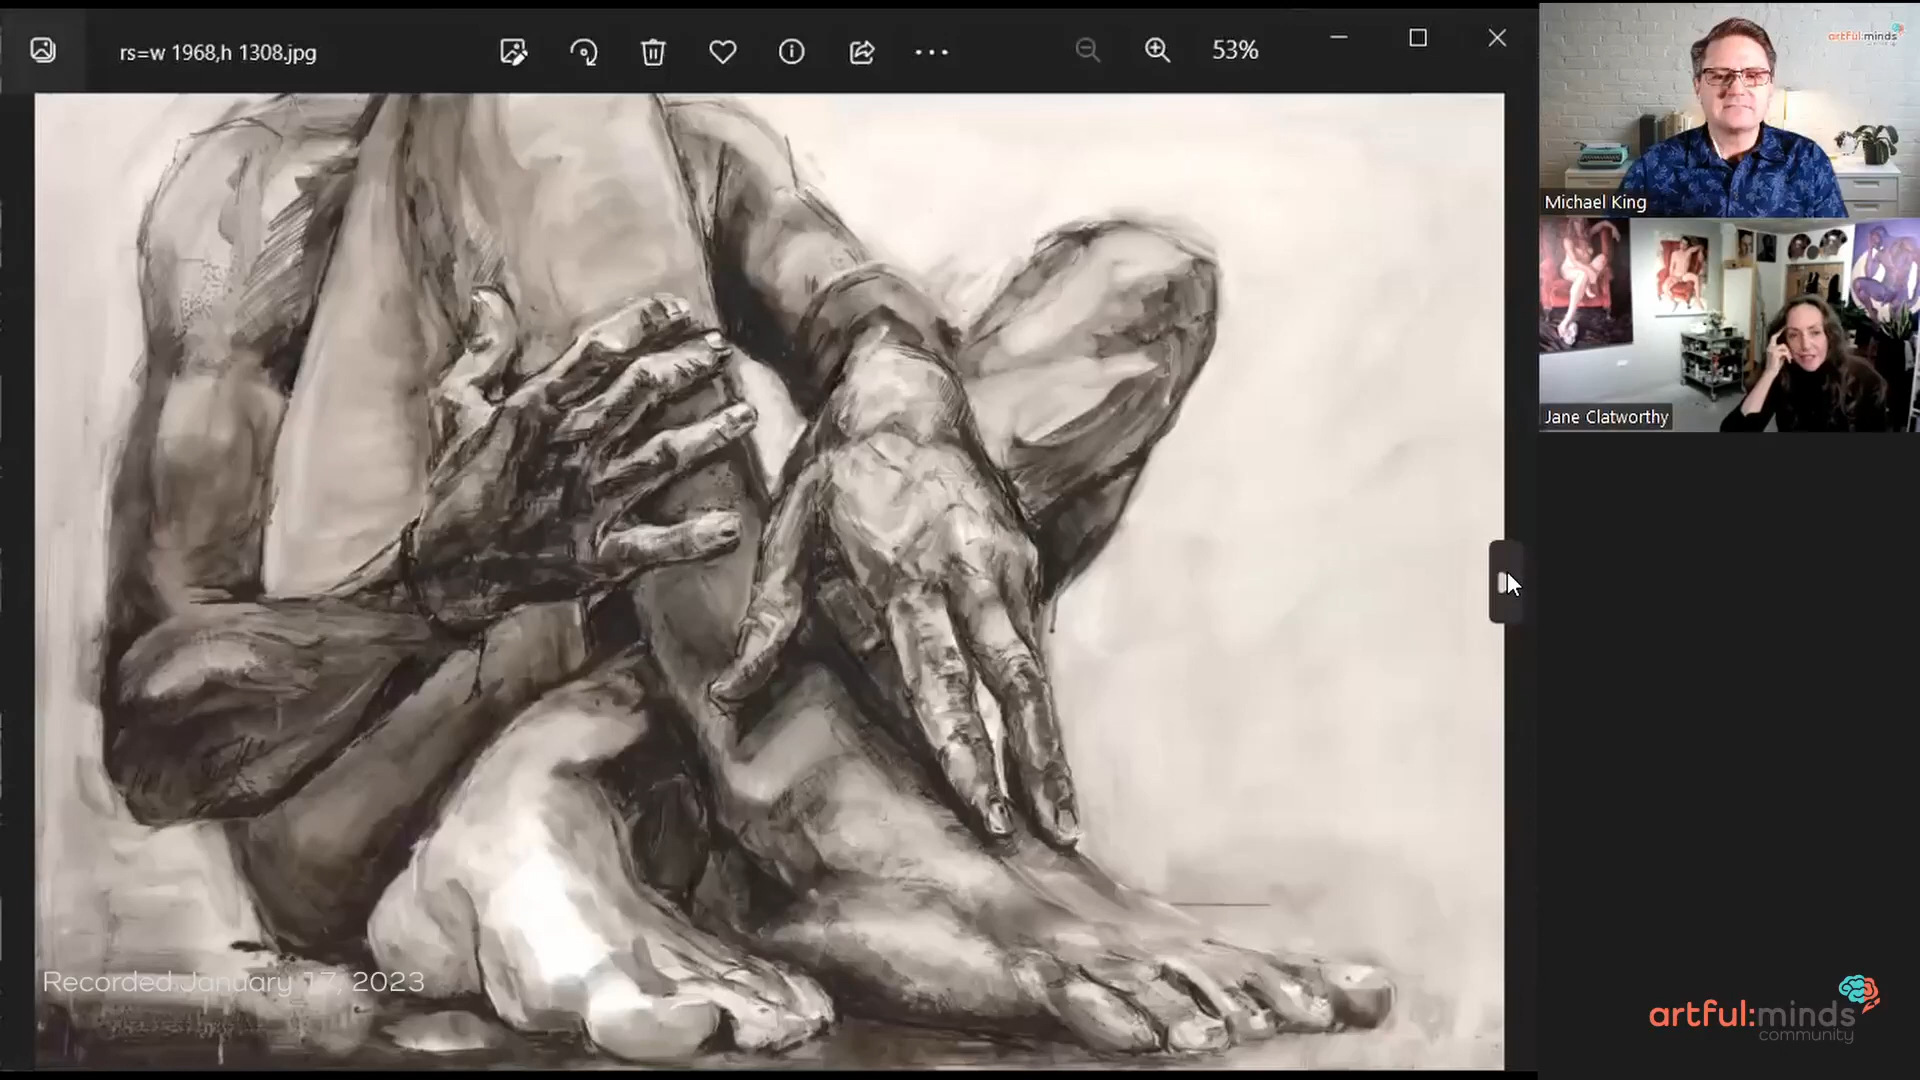 rs=w 1968,h 1308.jpg
53%
artful:minds
Michael King
Jane Clatworthy
Recorded January 17, 2023
artful:minds
community